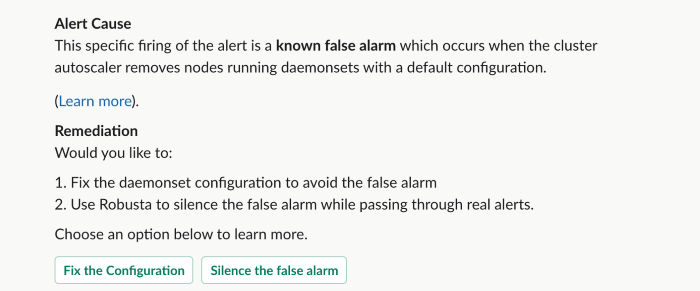 Alert Cause
This specific firing of the alert is a known false alarm which occurs when the cluster
autoscaler removes nodes running daemonsets with a default configuration.
(Learn more).
Remediation
Would you like to:
1. Fix the daemonset configuration to avoid the false alarm
2. Use Robusta to silence the false alarm while passing through real alerts.
Choose an option below to learn more.
Fix the Configuration
Silence the false alarm